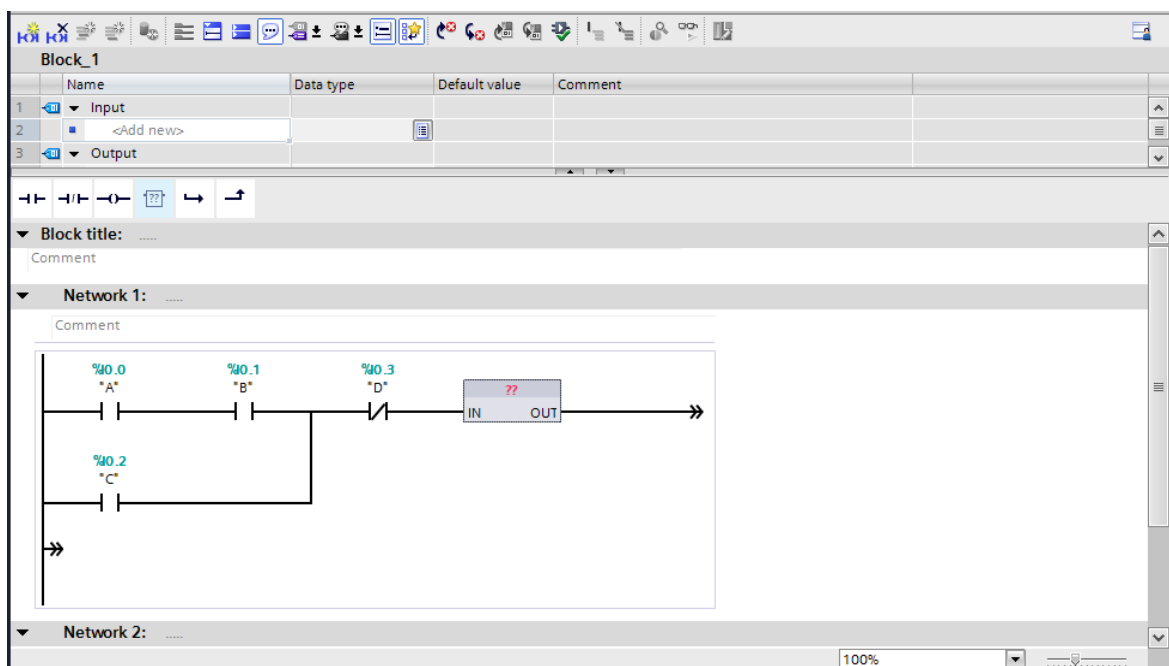 Block_1
Name Data type Default value Comment
1 Input
2 <Add new>
3 Output
??
Block title: .....
Comment
Network 1: .....
Comment
%I0.0 %I0.1 %I0.3
"A" "B" "D"
??
IN OUT
%I0.2
"C"
Network 2: .....
100%